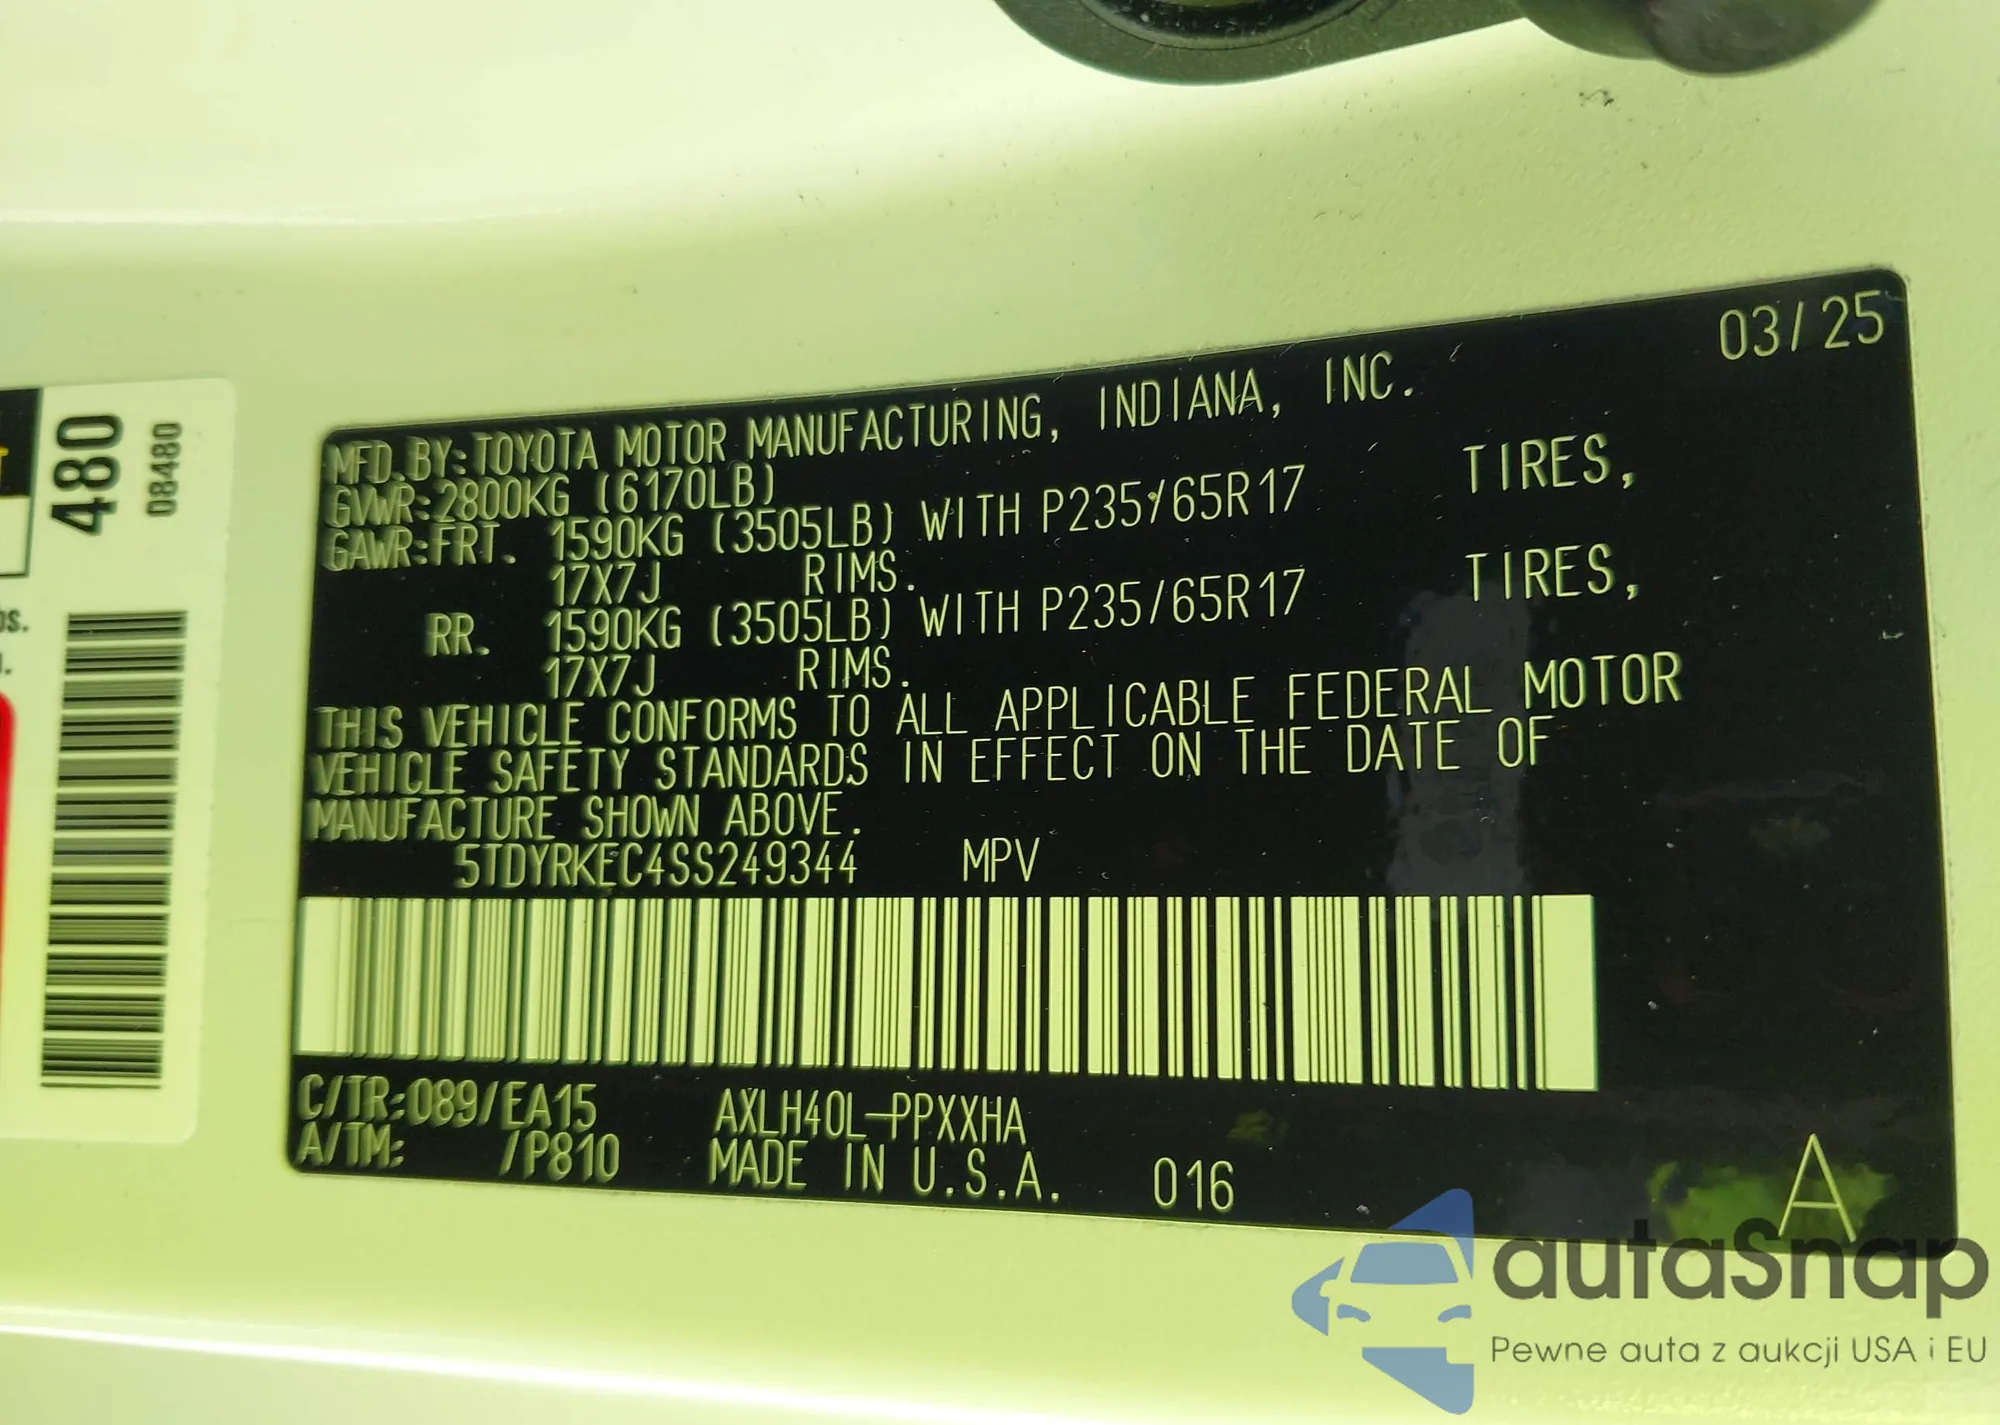 03/25
MFD.BY:TOYOTA MOTOR MANUFACTURING, INDIANA, INC.
GVWR:2800KG (6170LB)
GAWR:FRT. 1590KG (3505LB) WITH P235/65R17 TIRES,
17X7J RIMS.
RR. 1590KG (3505LB) WITH P235/65R17 TIRES,
17X7J RIMS.
THIS VEHICLE CONFORMS TO ALL APPLICABLE FEDERAL MOTOR
VEHICLE SAFETY STANDARDS IN EFFECT ON THE DATE OF
MANUFACTURE SHOWN ABOVE.
5TDYRKEC4SS249344 MPV
C/TR:089/EA15 AXLH40L-PPXXHA
A/TM: /P810 MADE IN U.S.A. 016 A
480
08480
autaSnap
Pewne auta z aukcji USA i EU